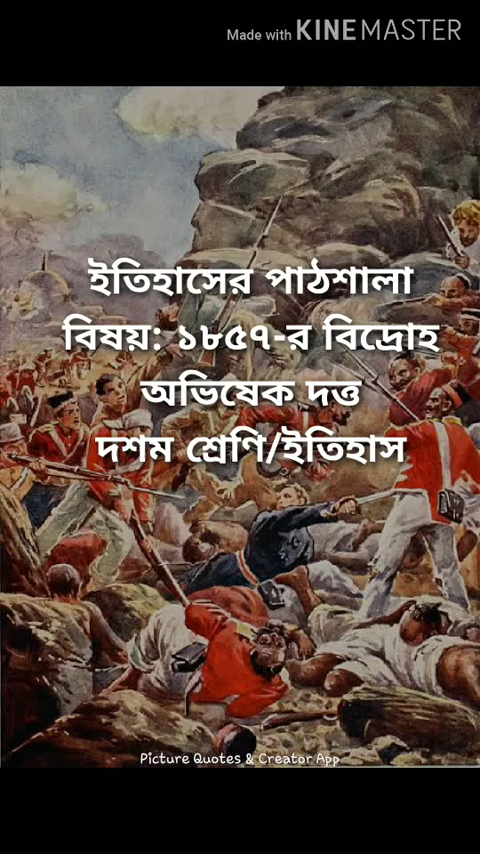 Made with KINEMASTER
ইতিহাসের পাঠশালা
বিষয়: ১৮৫৭-র বিদ্রোহ
অভিষেক দত্ত
দশম শ্রেণি/ইতিহাস
Picture Quotes & Creator App